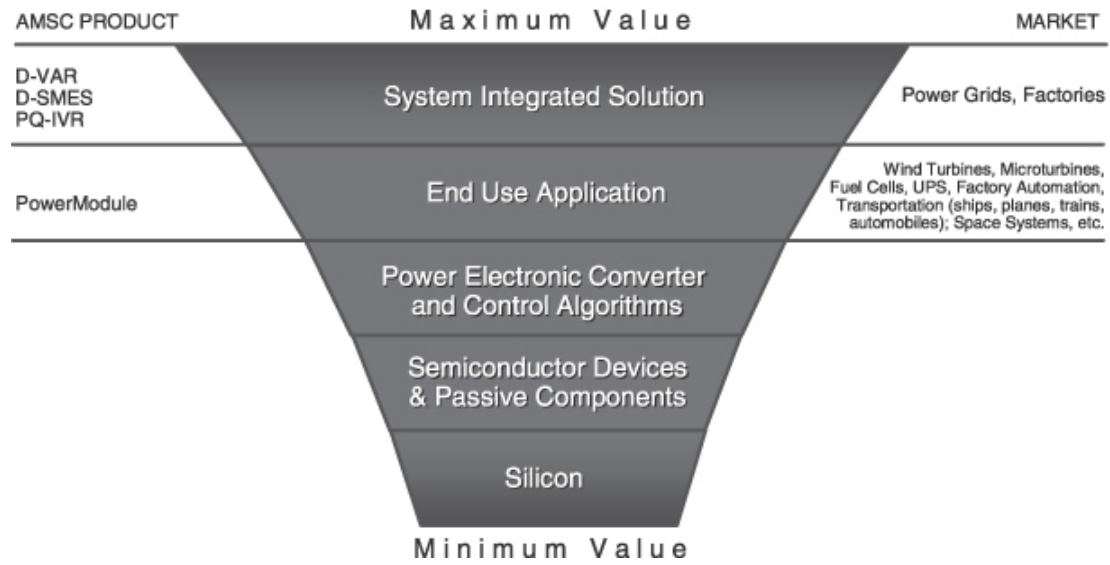 AMSC PRODUCT
Maximum Value
MARKET
D-VAR
D-SMES
PQ-IVR
System Integrated Solution
Power Grids, Factories
PowerModule
End Use Application
Wind Turbines, Microturbines,
Fuel Cells, UPS, Factory Automation,
Transportation (ships, planes, trains,
automobiles); Space Systems, etc.
Power Electronic Converter
and Control Algorithms
Semiconductor Devices
& Passive Components
Silicon
Minimum Value